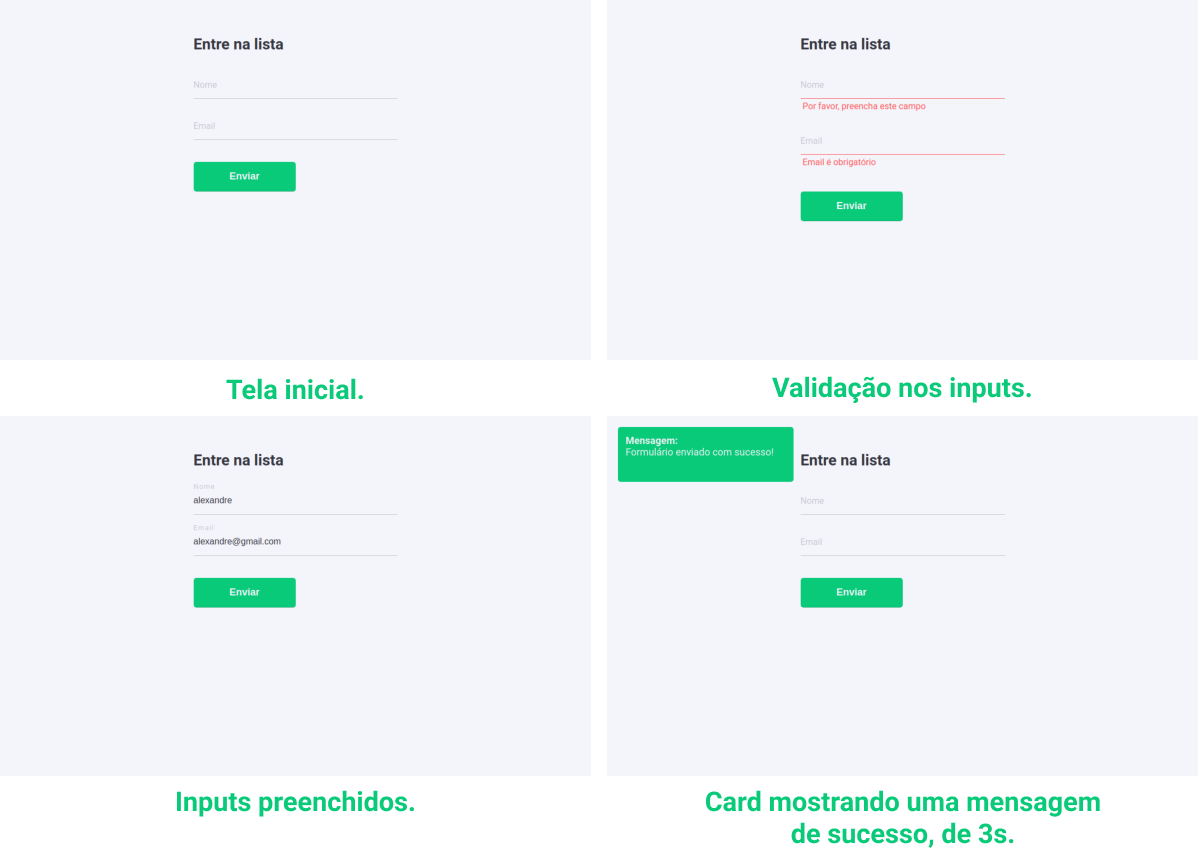 Entre na lista
Nome
Email
Enviar
Tela inicial.
Entre na lista
Nome
Por favor, preencha este campo
Email
Email é obrigatório
Enviar
Validação nos inputs.
Entre na lista
Nome
alexandre
Email
alexandre@gmail.com
Enviar
Inputs preenchidos.
Mensagem:
Formulário enviado com sucesso!
Entre na lista
Nome
Email
Enviar
Card mostrando uma mensagem
de sucesso, de 3s.